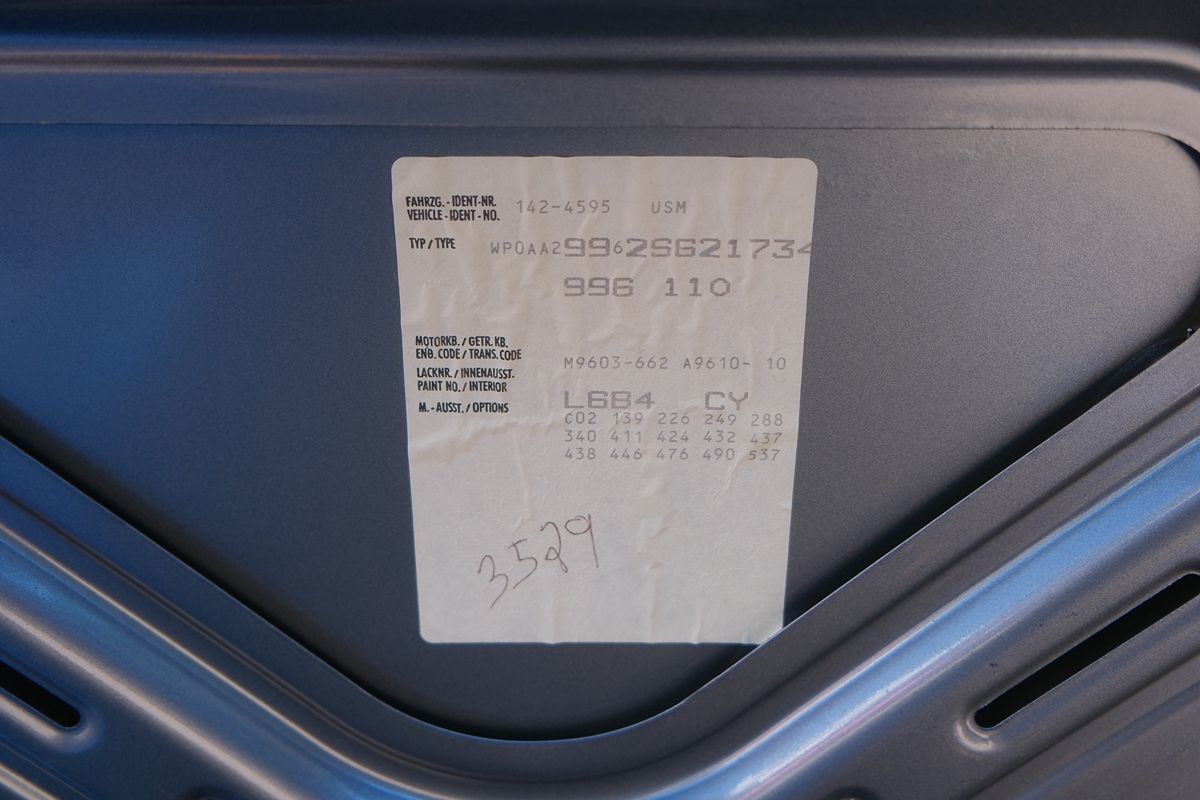 FAHRZG.-IDENT-NR. 142-4595 USM
VEHICLE-IDENT-NO.
TYP / TYPE WP0AA29962S621734
996 110
MOTORKB. / GETR. KB.
ENB. CODE / TRANS. CODE M9603-662 A9610- 10
LACKNR. / INNENAUSST.
PAINT NO. / INTERIOR L6B4 CY
M.-AUSST. / OPTIONS C02 139 226 249 288
340 411 424 432 437
438 446 476 490 537
3529